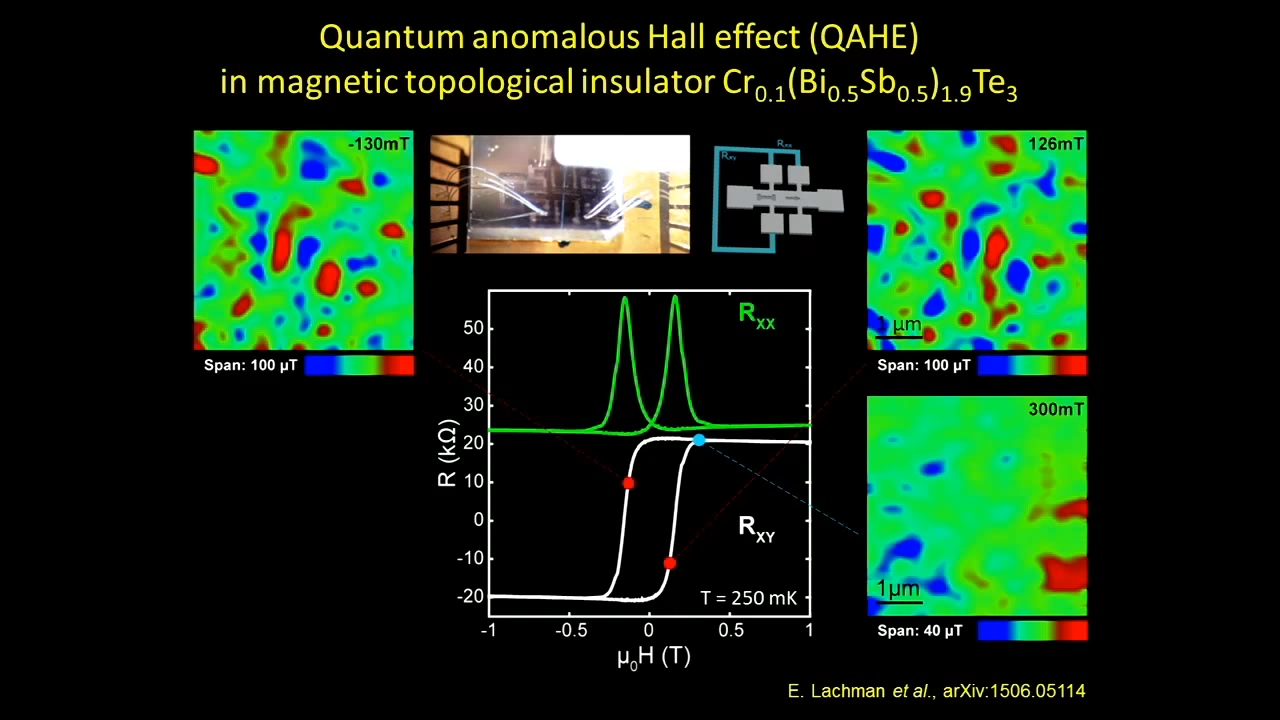 Quantum anomalous Hall effect (QAHE)
in magnetic topological insulator Cr0.1(Bi0.5Sb0.5)1.9Te3
-130mT
Span: 100 µT
Rxx
Rxy
126mT
1 µm
Span: 100 µT
300mT
1µm
Span: 40 µT
RXX
RXY
T = 250 mK
R (kΩ)
50
40
30
20
10
0
-10
-20
-1
-0.5
0
0.5
1
µ0H (T)
E. Lachman et al., arXiv:1506.05114